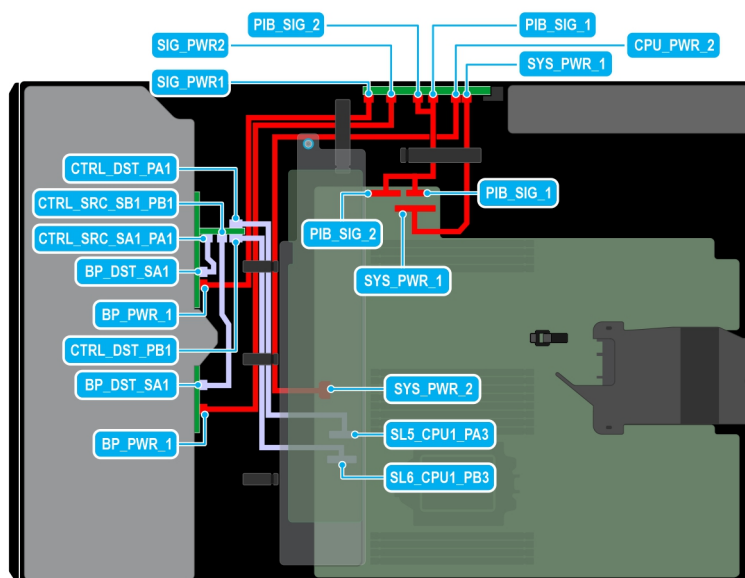 PIB_SIG_2
PIB_SIG_1
SIG_PWR2
CPU_PWR_2
SIG_PWR1
SYS_PWR_1
CTRL_DST_PA1
CTRL_SRC_SB1_PB1
PIB_SIG_1
CTRL_SRC_SA1_PA1
PIB_SIG_2
BP_DST_SA1
SYS_PWR_1
BP_PWR_1
CTRL_DST_PB1
BP_DST_SA1
SYS_PWR_2
BP_PWR_1
SL5_CPU1_PA3
SL6_CPU1_PB3